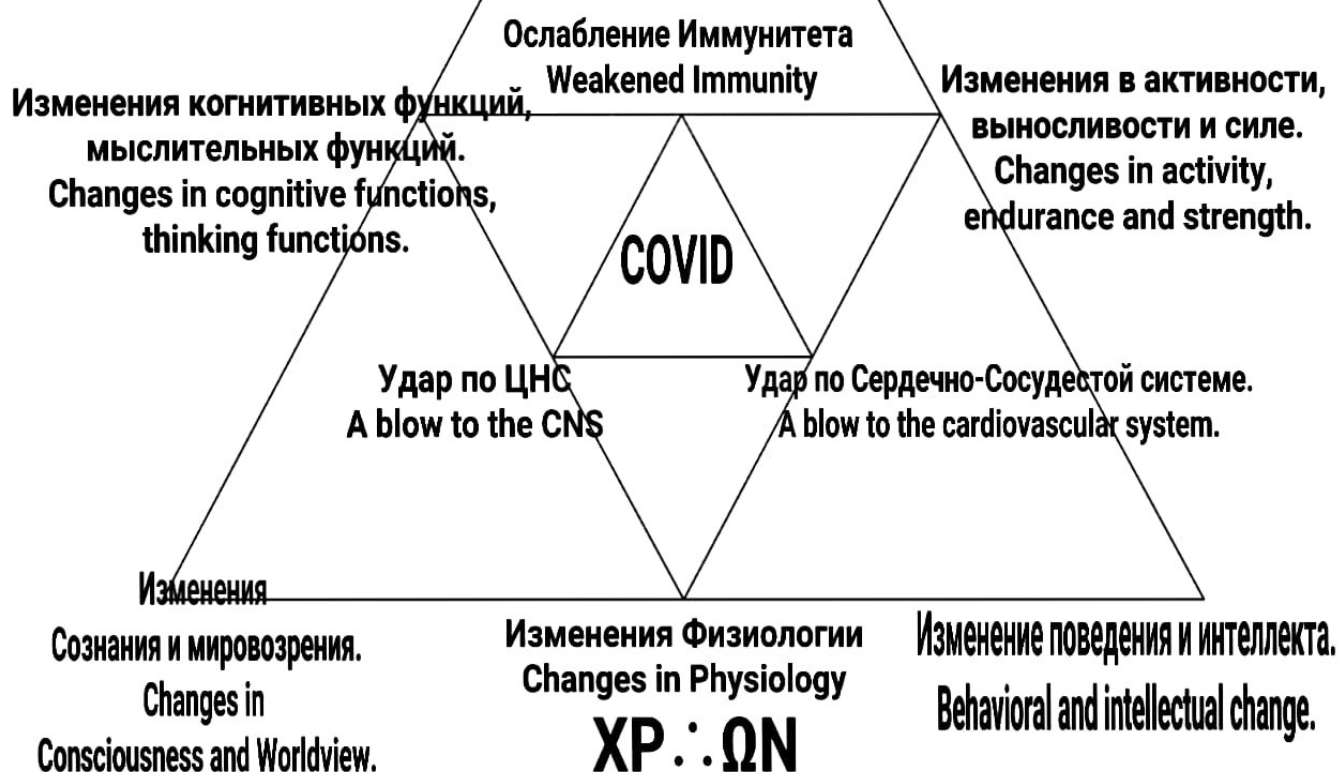 Ослабление Иммунитета
Weakened Immunity
Изменения когнитивных функций,
мыслительных функций.
Changes in cognitive functions,
thinking functions.
Изменения в активности,
выносливости и силе.
Changes in activity,
endurance and strength.
COVID
Удар по ЦНС
A blow to the CNS
Удар по Сердечно-Сосудестой системе.
A blow to the cardiovascular system.
Изменения
Сознания и мировозрения.
Changes in
Consciousness and Worldview.
Изменения Физиологии
Changes in Physiology
ХР∴ΩN
Изменение поведения и интеллекта.
Behavioral and intellectual change.